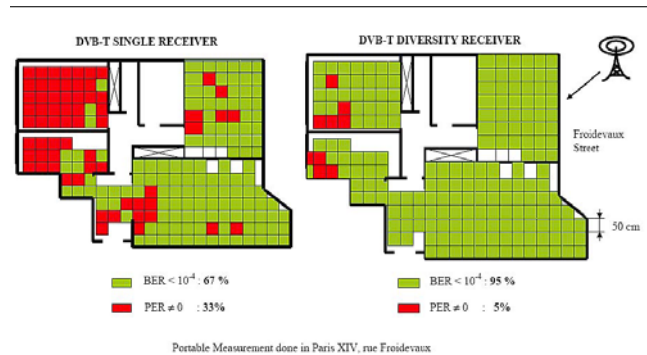 DVB-T SINGLE RECEIVER
DVB-T DIVERSITY RECEIVER
Froidevaux
Street
50 cm
BER < 10⁻⁴ : 67 %
PER ≠ 0 : 33%
BER < 10⁻⁴ : 95 %
PER ≠ 0 : 5%
Portable Measurement done in Paris XIV, rue Froidevaux